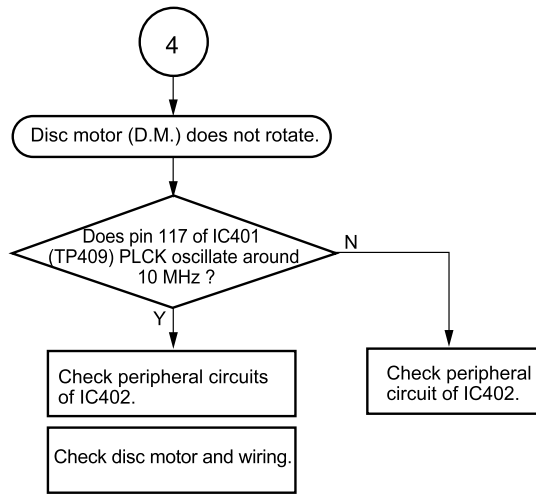 4
Disc motor (D.M.) does not rotate.
Does pin 117 of IC401
(TP409) PLCK oscillate around
10 MHz ?
N
Y
Check peripheral circuits
of IC402.
Check peripheral
circuit of IC402.
Check disc motor and wiring.